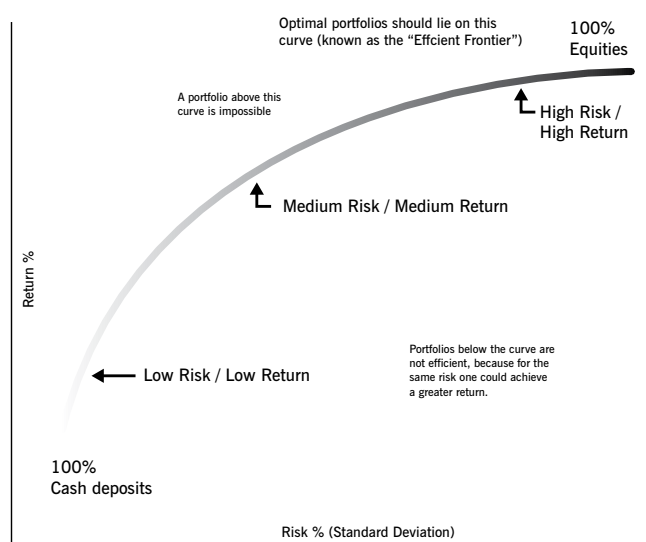 Optimal portfolios should lie on this
curve (known as the “Effcient Frontier”)
100%
Equities
A portfolio above this
curve is impossible
High Risk /
High Return
Medium Risk / Medium Return
Return %
Portfolios below the curve are
not efficient, because for the
same risk one could achieve
a greater return.
Low Risk / Low Return
100%
Cash deposits
Risk % (Standard Deviation)